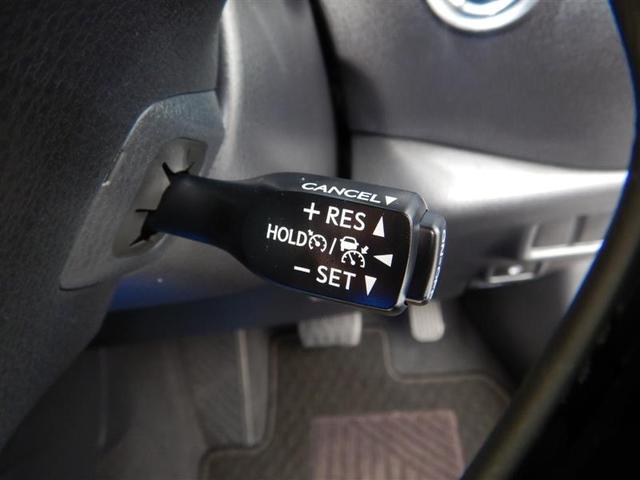 CANCEL▼
+ RES ▲
HOLD / ◀
− SET ▼